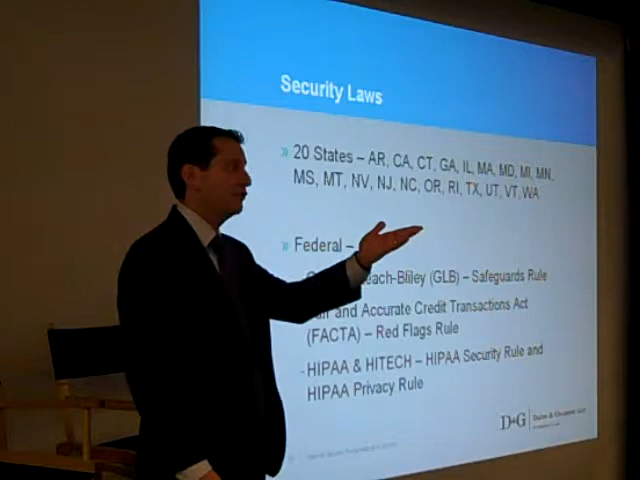 Security Laws
» 20 States – AR, CA, CT, GA, IL, MA, MD, MI, MN,
MS, MT, NV, NJ, NC, OR, RI, TX, UT, VT, WA
» Federal –
each-Bliley (GLB) – Safeguards Rule
and Accurate Credit Transactions Act
(FACTA) – Red Flags Rule
- HIPAA & HITECH – HIPAA Security Rule and
HIPAA Privacy Rule
D+G